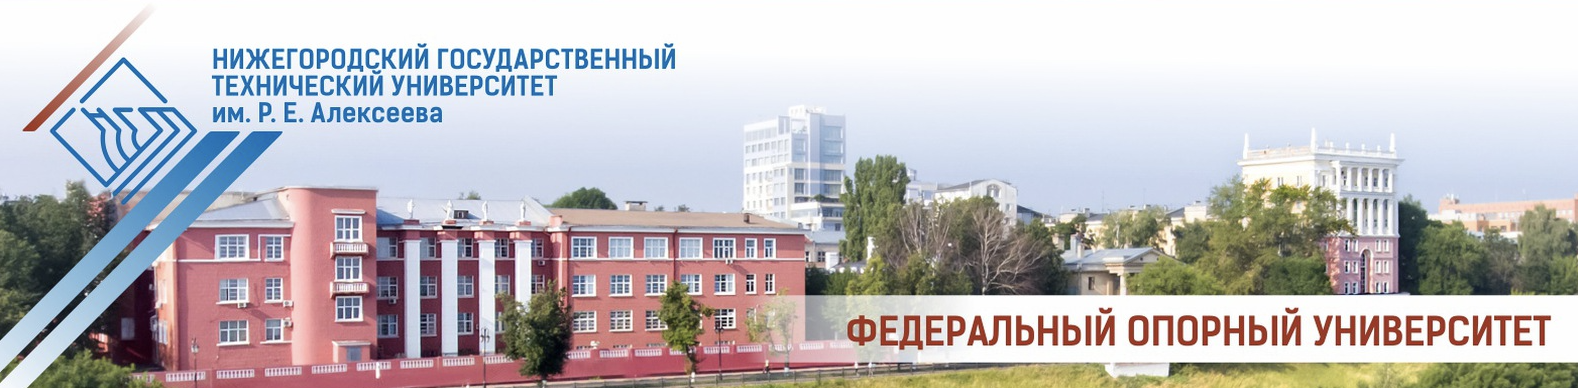 НИЖЕГОРОДСКИЙ ГОСУДАРСТВЕННЫЙ
ТЕХНИЧЕСКИЙ УНИВЕРСИТЕТ
им. Р. Е. Алексеева
ФЕДЕРАЛЬНЫЙ ОПОРНЫЙ УНИВЕРСИТЕТ